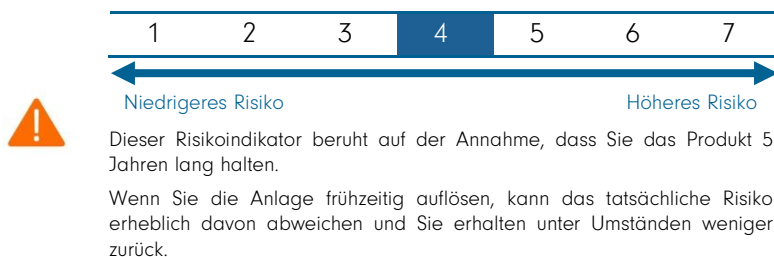 1 2 3 4 5 6 7
Niedrigeres Risiko Höheres Risiko
Dieser Risikoindikator beruht auf der Annahme, dass Sie das Produkt 5
Jahren lang halten.
Wenn Sie die Anlage frühzeitig auflösen, kann das tatsächliche Risiko
erheblich davon abweichen und Sie erhalten unter Umständen weniger
zurück.